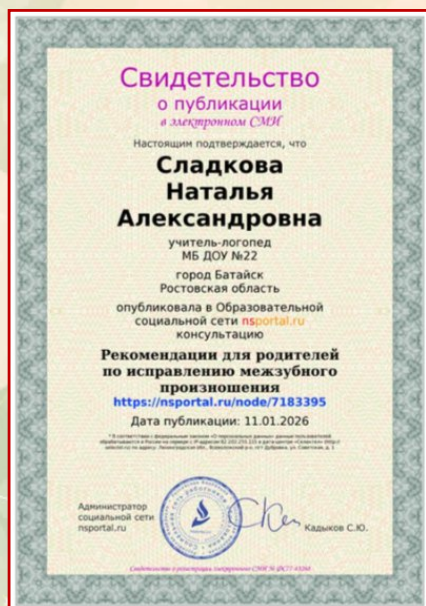 Свидетельство
о публикации
в электронном СМИ
Настоящим подтверждается, что
Сладкова
Наталья
Александровна
учитель-логопед
МБ ДОУ №22
город Батайск
Ростовская область
опубликовала в Образовательной
социальной сети nsportal.ru
консультацию
Рекомендации для родителей
по исправлению межзубного
произношения
https://nsportal.ru/node/7183395
Дата публикации: 11.01.2026
Администратор
социальной сети
nsportal.ru
Кадыков С.Ю.